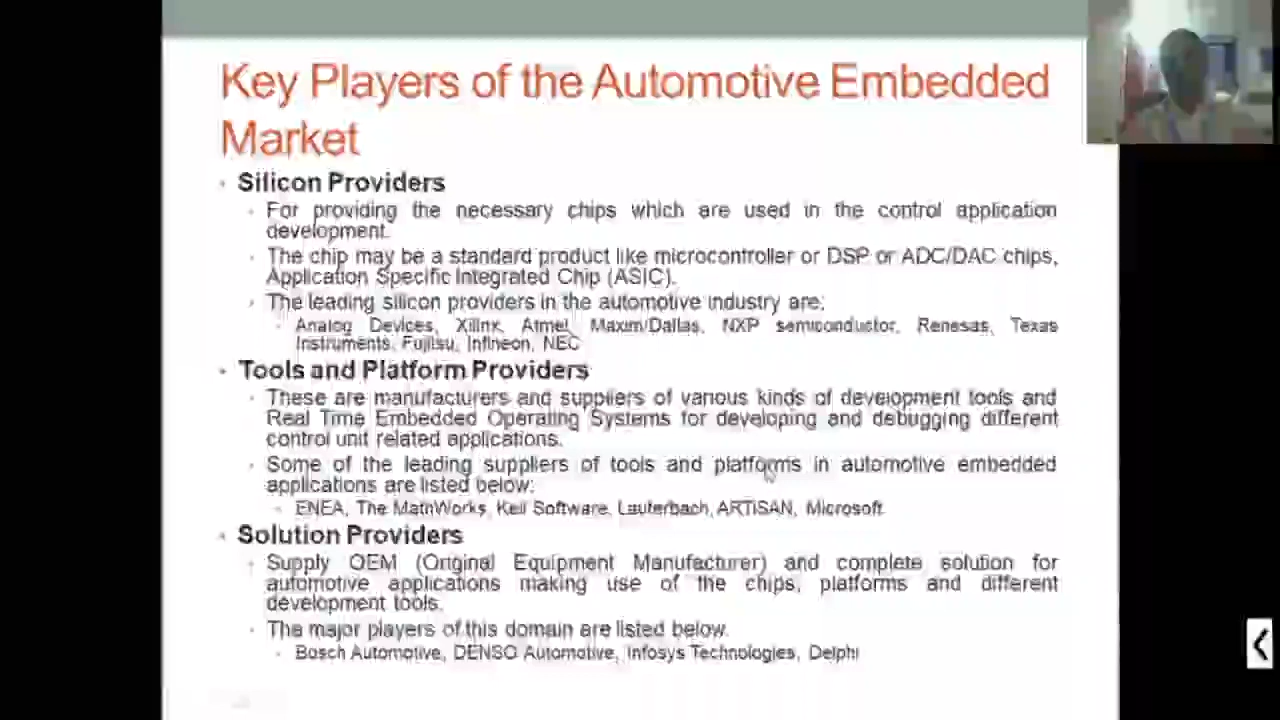 Key Players of the Automotive Embedded
Market
Silicon Providers
For providing the necessary chips which are used in the control application
development.
The chip may be a standard product like microcontroller or DSP or ADC/DAC chips,
Application Specific Integrated Chip (ASIC).
The leading silicon providers in the automotive industry are:
Analog Devices, Xilinx, Atmel, Maxim/Dallas, NXP semiconductor, Renesas, Texas
Instruments, Fujitsu, Infineon, NEC
Tools and Platform Providers
These are manufacturers and suppliers of various kinds of development tools and
Real Time Embedded Operating Systems for developing and debugging different
control unit related applications.
Some of the leading suppliers of tools and platforms in automotive embedded
applications are listed below:
ENEA, The MathWorks, Keil Software, Lauterbach, ARTiSAN, Microsoft
Solution Providers
Supply OEM (Original Equipment Manufacturer) and complete solution for
automotive applications making use of the chips, platforms and different
development tools.
The major players of this domain are listed below.
Bosch Automotive, DENSO Automotive, Infosys Technologies, Delphi